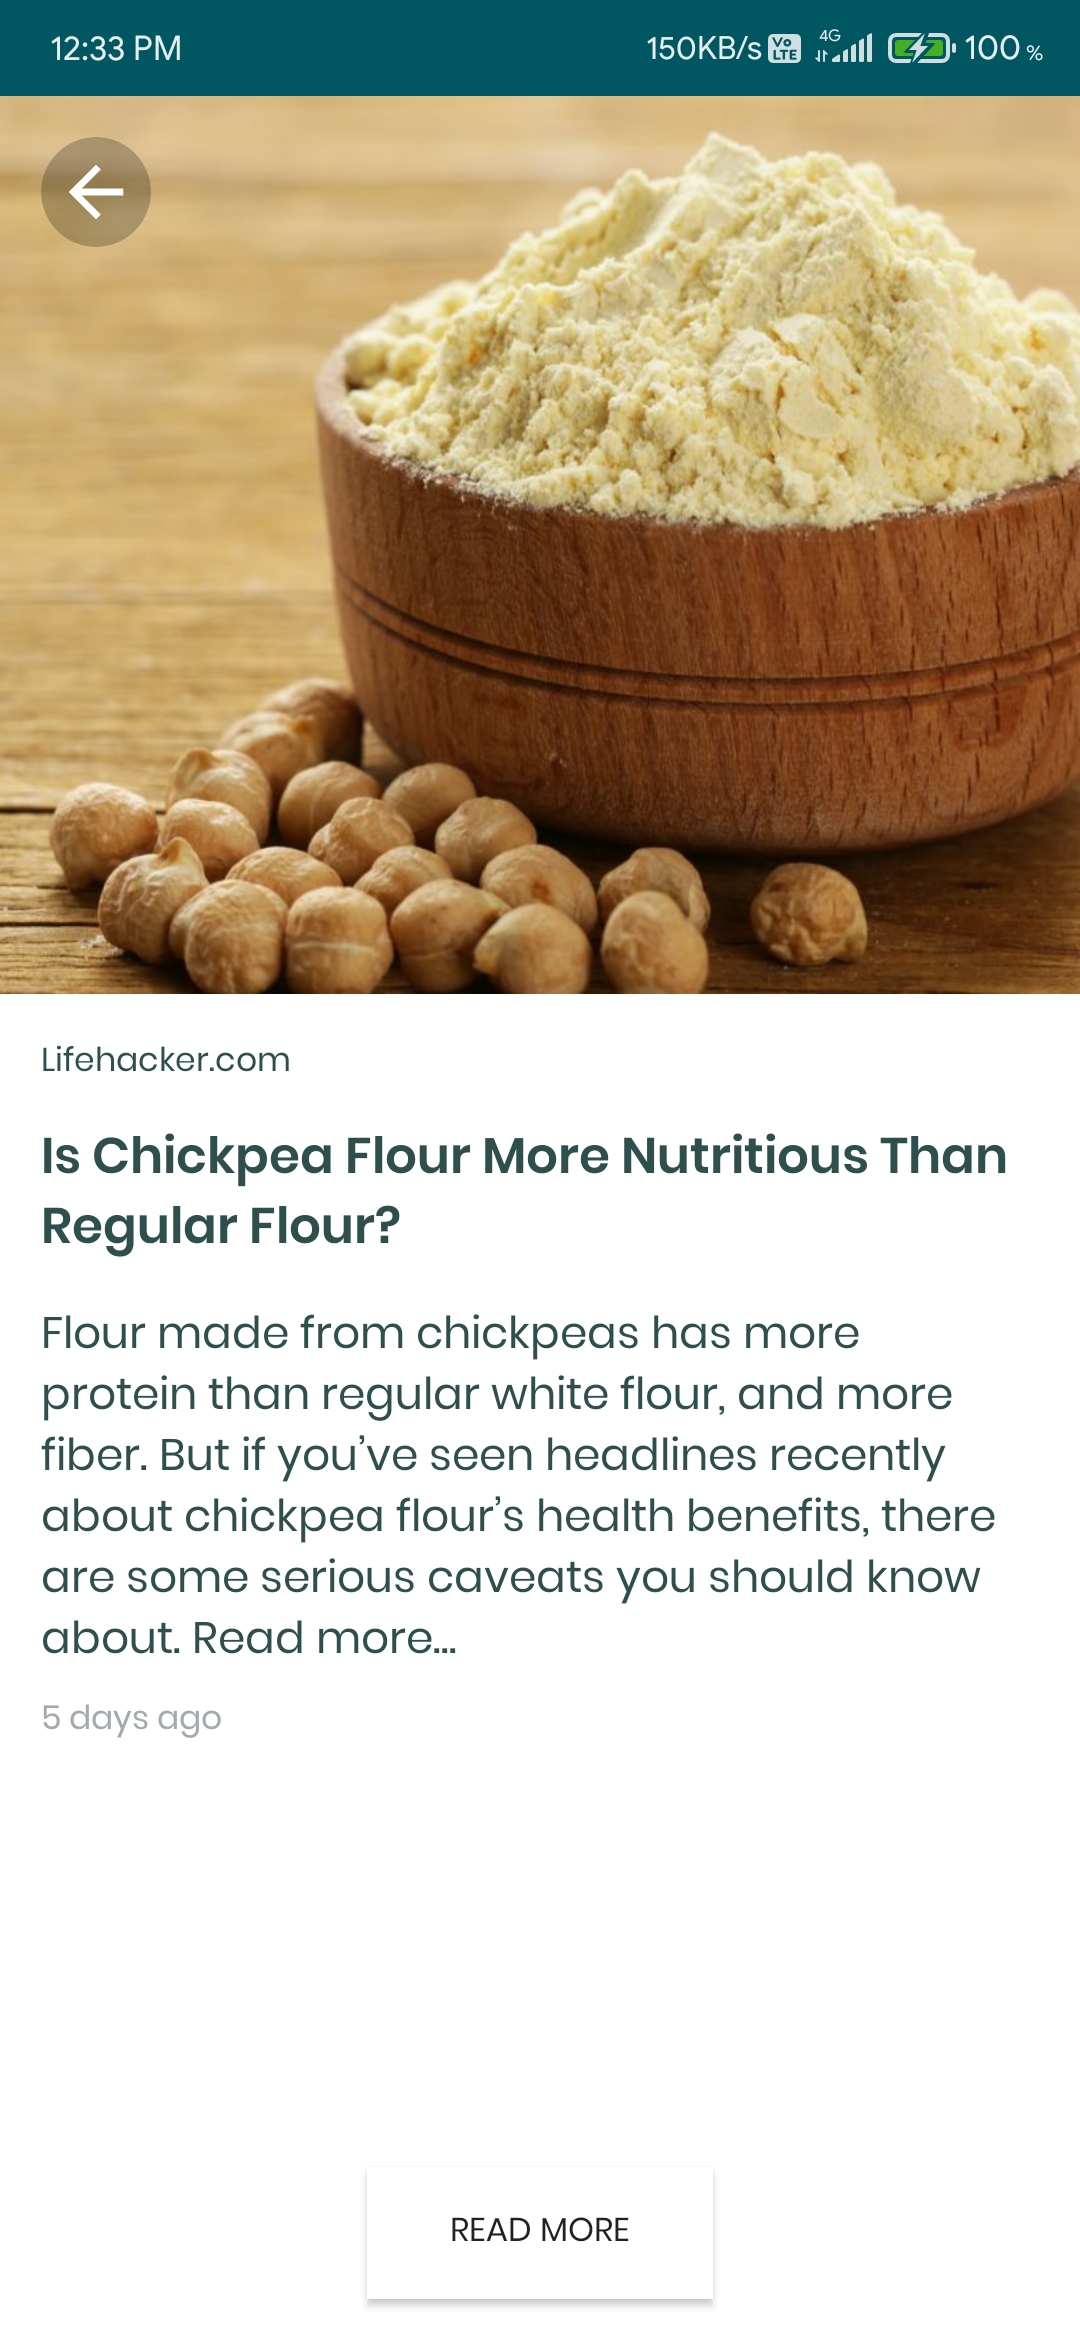 12:33 PM 150KB/s Vo LTE 4G 100 %
Lifehacker.com
Is Chickpea Flour More Nutritious Than
Regular Flour?
Flour made from chickpeas has more
protein than regular white flour, and more
fiber. But if you’ve seen headlines recently
about chickpea flour’s health benefits, there
are some serious caveats you should know
about. Read more…
5 days ago
READ MORE